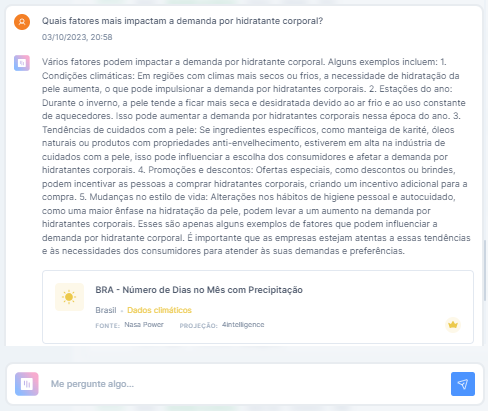 Quais fatores mais impactam a demanda por hidratante corporal?
03/10/2023, 20:58
Vários fatores podem impactar a demanda por hidratante corporal. Alguns exemplos incluem: 1.
Condições climáticas: Em regiões com climas mais secos ou frios, a necessidade de hidratação da
pele aumenta, o que pode impulsionar a demanda por hidratantes corporais. 2. Estações do ano:
Durante o inverno, a pele tende a ficar mais seca e desidratada devido ao ar frio e ao uso constante
de aquecedores. Isso pode aumentar a demanda por hidratantes corporais nessa época do ano. 3.
Tendências de cuidados com a pele: Se ingredientes específicos, como manteiga de karité, óleos
naturais ou produtos com propriedades anti-envelhecimento, estiverem em alta na indústria de
cuidados com a pele, isso pode influenciar a escolha dos consumidores e afetar a demanda por
hidratantes corporais. 4. Promoções e descontos: Ofertas especiais, como descontos ou brindes,
podem incentivar as pessoas a comprar hidratantes corporais, criando um incentivo adicional para a
compra. 5. Mudanças no estilo de vida: Alterações nos hábitos de higiene pessoal e autocuidado,
como uma maior ênfase na hidratação da pele, podem levar a um aumento na demanda por
hidratantes corporais. Esses são apenas alguns exemplos de fatores que podem influenciar a
demanda por hidratante corporal. É importante que as empresas estejam atentas a essas tendências
e às necessidades dos consumidores para atender às suas demandas e preferências.
BRA - Número de Dias no Mês com Precipitação
Brasil · Dados climáticos
FONTE: Nasa Power PROJEÇÃO: 4intelligence
Me pergunte algo...